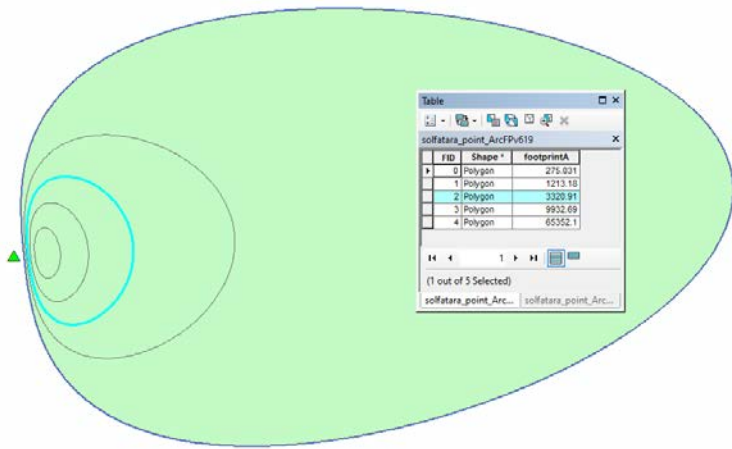 Table
solfatara_point_ArcFPv619
FID Shape * footprintA
0 Polygon 275.031
1 Polygon 1213.18
2 Polygon 3320.91
3 Polygon 9932.69
4 Polygon 65352.1
1
(1 out of 5 Selected)
solfatara_point_Arc... solfatara_point_Arc...